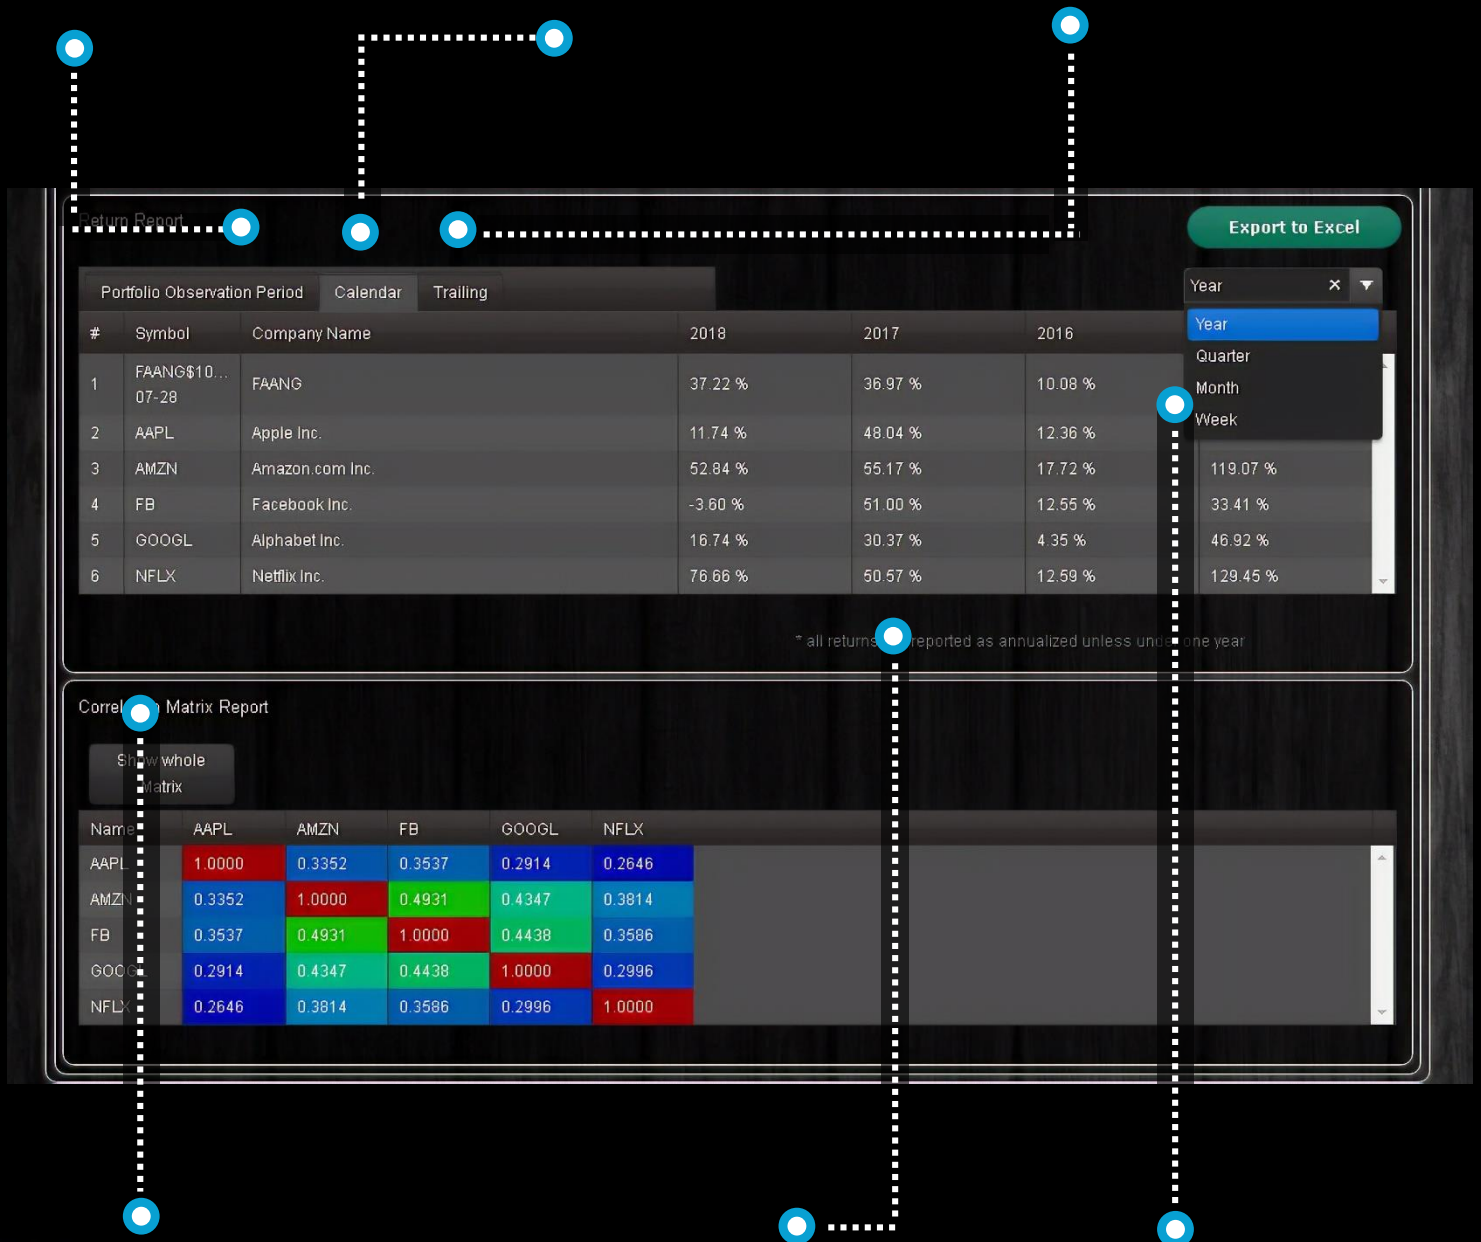 Return Report
Export to Excel
Portfolio Observation Period Calendar Trailing
Year
# Symbol Company Name 2018 2017 2016
Year
Quarter
Month
Week
1 FAANG$10... FAANG 37.22 % 36.97 % 10.08 %
07-28
2 AAPL Apple Inc. 11.74 % 48.04 % 12.36 %
3 AMZN Amazon.com Inc. 52.84 % 55.17 % 17.72 % 119.07 %
4 FB Facebook Inc. -3.60 % 51.00 % 12.55 % 33.41 %
5 GOOGL Alphabet Inc. 16.74 % 30.37 % 4.35 % 46.92 %
6 NFLX Netflix Inc. 76.66 % 50.57 % 12.59 % 129.45 %
* all returns reported as annualized unless under one year
Correlation Matrix Report
Show whole
Matrix
Name AAPL AMZN FB GOOGL NFLX
AAPL 1.0000 0.3352 0.3537 0.2914 0.2646
AMZN 0.3352 1.0000 0.4931 0.4347 0.3814
FB 0.3537 0.4931 1.0000 0.4438 0.3586
GOOGL 0.2914 0.4347 0.4438 1.0000 0.2996
NFLX 0.2646 0.3814 0.3586 0.2996 1.0000